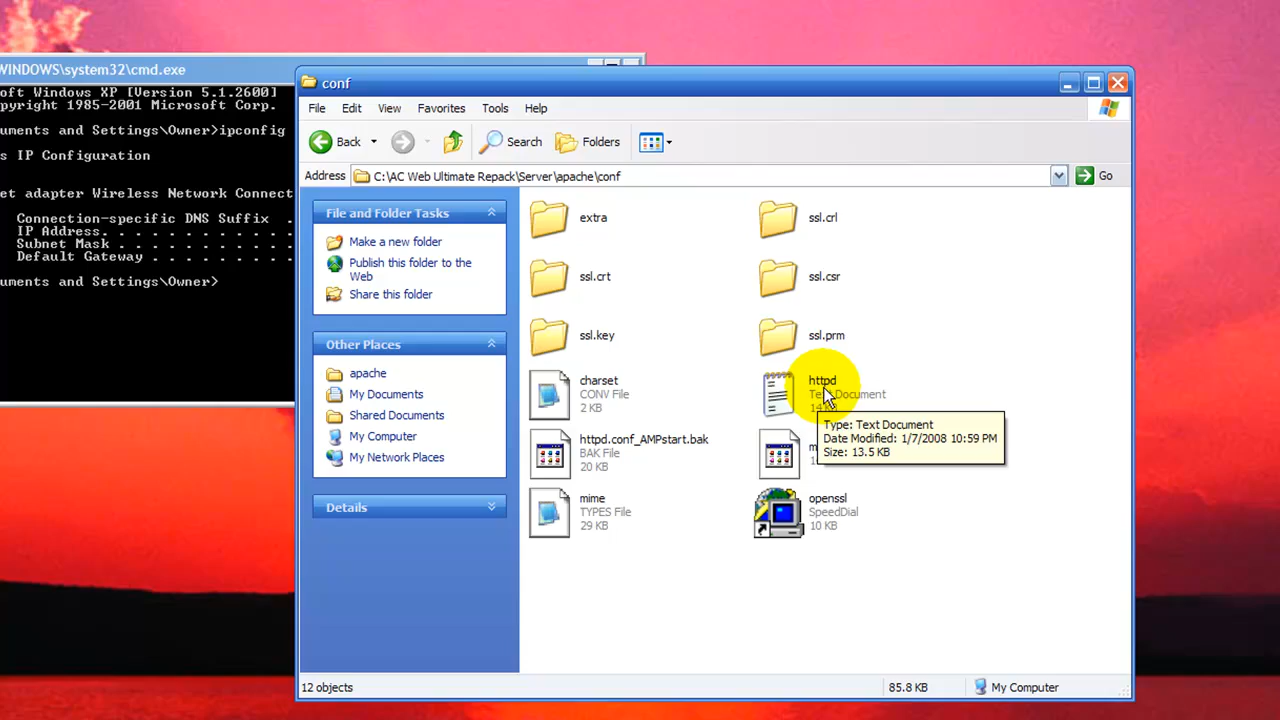 WINDOWS\system32\cmd.exe
oft Windows XP [Version 5.1.2600]
opyright 1985-2001 Microsoft Corp.
uments and Settings\Owner>ipconfig
s IP Configuration
et adapter Wireless Network Connect
Connection-specific DNS Suffix .
IP Address. . . . . . . . . . . .
Subnet Mask . . . . . . . . . . .
Default Gateway . . . . . . . . .
uments and Settings\Owner>
conf
File Edit View Favorites Tools Help
Back Search Folders
Address C:\AC Web Ultimate Repack\Server\apache\conf Go
File and Folder Tasks
Make a new folder
Publish this folder to the
Web
Share this folder
Other Places
apache
My Documents
Shared Documents
My Computer
My Network Places
Details
extra
ssl.crl
ssl.crt
ssl.csr
ssl.key
ssl.prm
charset
CONV File
2 KB
httpd
Text Document
14 KB
httpd.conf_AMPstart.bak
BAK File
20 KB
Type: Text Document
Date Modified: 1/7/2008 10:59 PM
Size: 13.5 KB
mime
TYPES File
29 KB
openssl
SpeedDial
10 KB
12 objects 85.8 KB My Computer